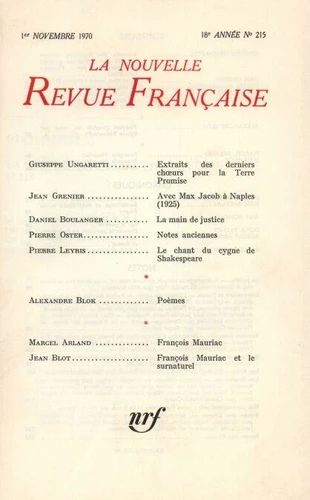 1er NOVEMBRE 1970 18e ANNÉE No 215
LA NOUVELLE
REVUE FRANÇAISE
GIUSEPPE UNGARETTI .......... Extraits des derniers
chœurs pour la Terre
Promise
JEAN GRENIER ................. Avec Max Jacob à Naples
(1925)
DANIEL BOULANGER ............ La main de justice
PIERRE OSTER .................. Notes anciennes
PIERRE LEYRIS ................. Le chant du cygne de
Shakespeare
*
ALEXANDRE BLOK ............. Poèmes
*
MARCEL ARLAND .............. François Mauriac
JEAN BLOT .................... François Mauriac et le
surnaturel
nrf